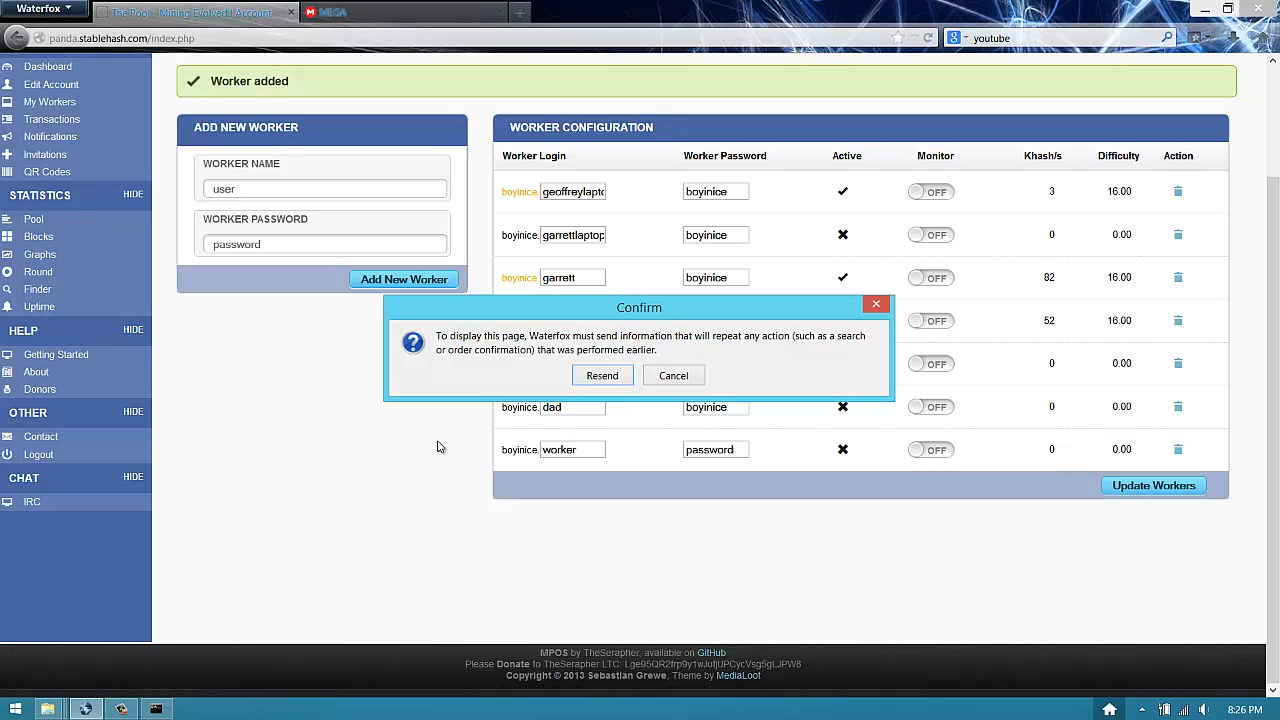 Waterfox
The Pool - Mining Evolved | Account
MEGA
panda.stablehash.com/index.php
youtube
Dashboard
Edit Account
My Workers
Transactions
Notifications
Invitations
QR Codes
STATISTICS HIDE
Pool
Blocks
Graphs
Round
Finder
Uptime
HELP HIDE
Getting Started
About
Donors
OTHER HIDE
Contact
Logout
CHAT HIDE
IRC
Worker added
ADD NEW WORKER
WORKER NAME
user
WORKER PASSWORD
password
Add New Worker
WORKER CONFIGURATION
Worker Login Worker Password Active Monitor Khash/s Difficulty Action
boyinice. geoffreylapto boyinice OFF 3 16.00
boyinice. garrettlaptop boyinice OFF 0 0.00
boyinice. garrett boyinice OFF 82 16.00
OFF 52 16.00
OFF 0 0.00
boyinice. dad boyinice OFF 0 0.00
boyinice. worker password OFF 0 0.00
Update Workers
Confirm
To display this page, Waterfox must send information that will repeat any action (such as a search
or order confirmation) that was performed earlier.
Resend Cancel
MPOS by TheSerapher, available on GitHub
Please Donate to TheSerapher LTC:
Copyright © 2013 Sebastian Grewe, Theme by MediaLoot
8:26 PM